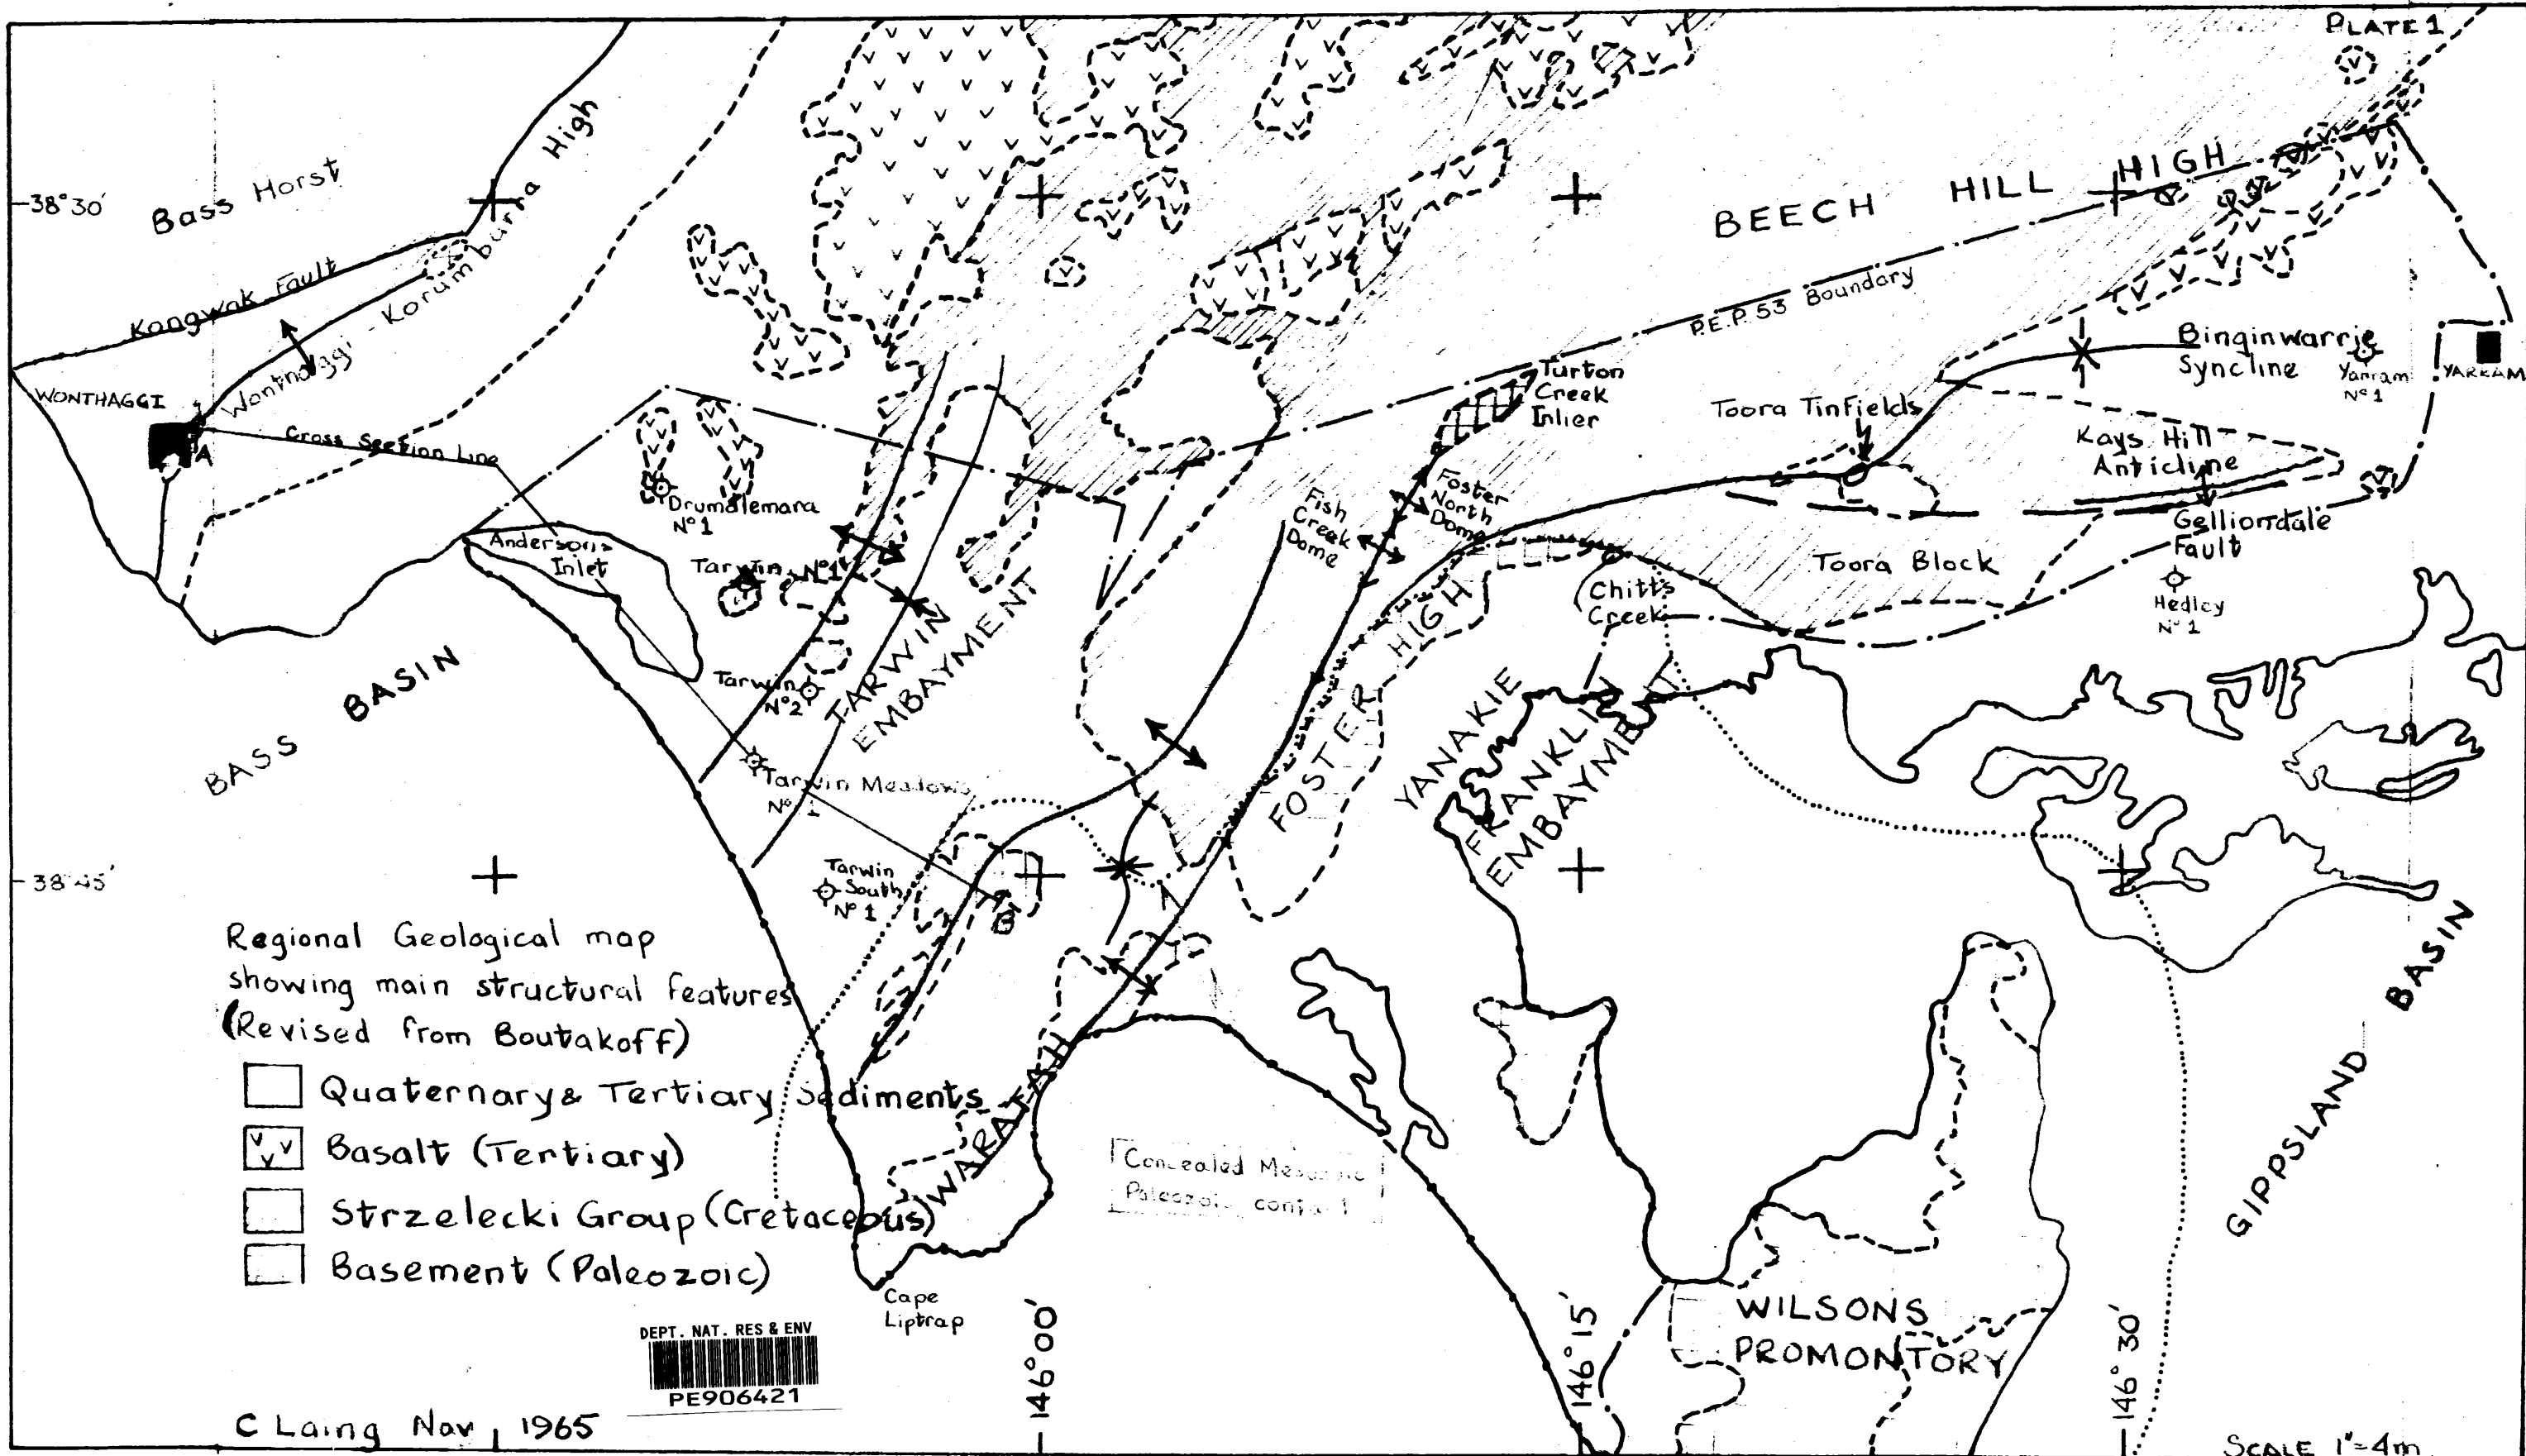 PLATE 1
38°30'
Bass Horst
Kongwak Fault
Wonthaggi - Korumburra High
WONTHAGGI
A
Cross Section Line
BEECH HILL HIGH
P.E.P. 53 Boundary
Binginwarrie
Syncline
Yarram
Nº 1
YARRAM
Turton
Creek
Inlier
Toora Tinfields
Kays Hill
Anticline
Gelliondale
Fault
Toora Block
Hedley
Nº 1
Foster
North
Dome
Fish
Creek
Dome
Chitts
Creek
Drumdlemara
Nº 1
Andersons
Inlet
Tarwin Nº 1
Tarwin
Nº 2
TARWIN
EMBAYMENT
BASS BASIN
Tarwin Meadows
Nº 1
FOSTER HIGH
YANAKIE
FRANKLIN
EMBAYMENT
38°45'
Tarwin
South
Nº 1
Regional Geological map
showing main structural features
(Revised from Boutakoff)
Quaternary & Tertiary Sediments
Basalt (Tertiary)
Strzelecki Group (Cretaceous)
Basement (Paleozoic)
WARATAH
Concealed
Paleozoic
Cape
Liptrap
GIPPSLAND BASIN
WILSONS
PROMONTORY
DEPT. NAT. RES & ENV
PE906421
146°00'
146°15'
146°30'
C Laing Nov, 1965
SCALE 1"=4m